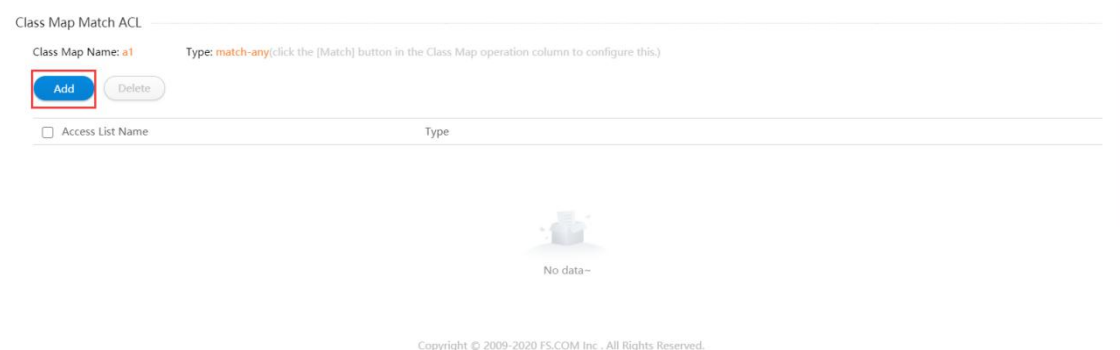 Class Map Match ACL
Class Map Name: a1 Type: match-any(click the [Match] button in the Class Map operation column to configure this.)
Add Delete
Access List Name Type
No data~
Copyright © 2009-2020 FS.COM Inc . All Rights Reserved.